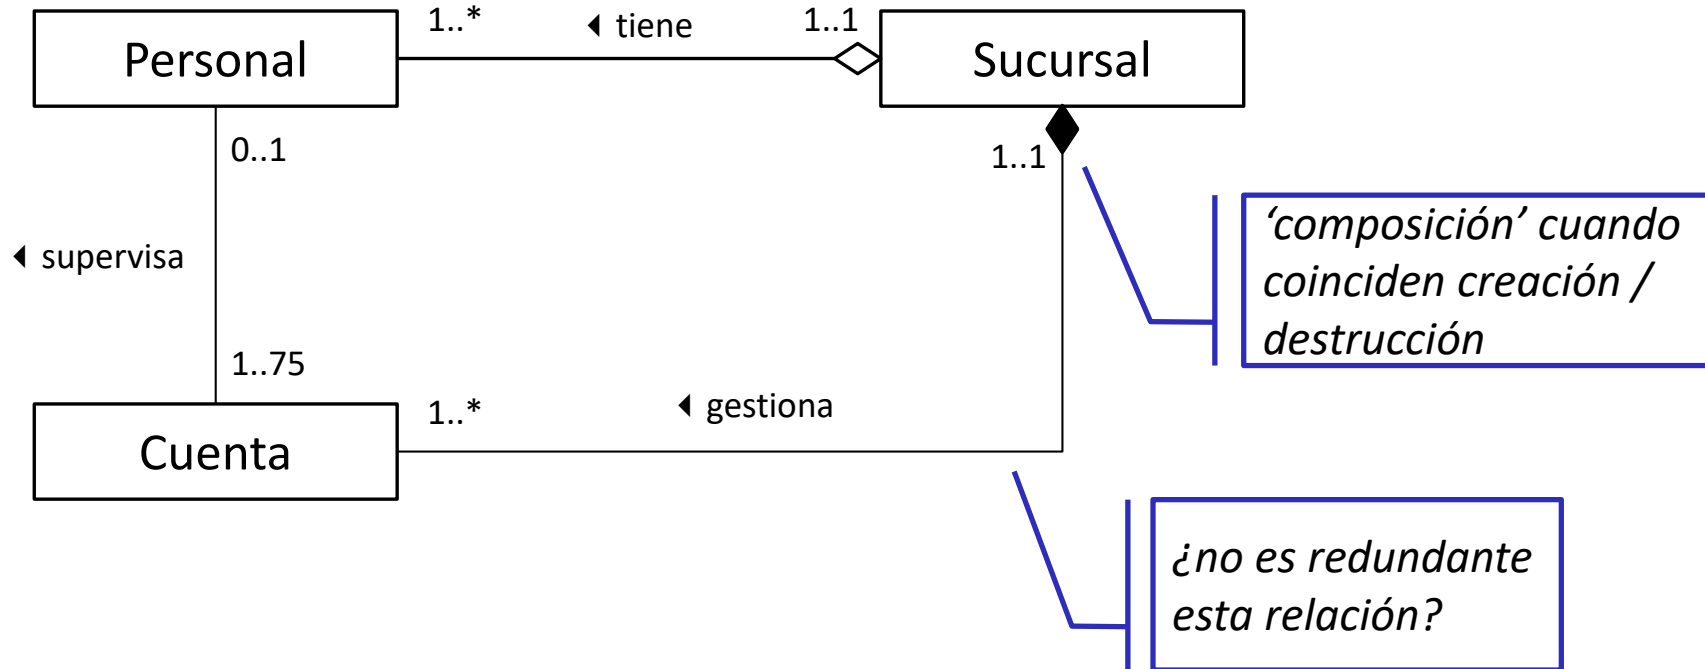 1..*
◄ tiene
1..1
Personal
Sucursal
0..1
1..1
‘composición’ cuando
coinciden creación /
destrucción
◄ supervisa
1..75
1..*
◄ gestiona
Cuenta
¿no es redundante
esta relación?